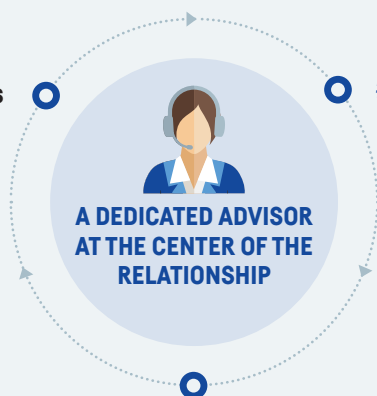 A DEDICATED ADVISOR
AT THE CENTER OF THE
RELATIONSHIP